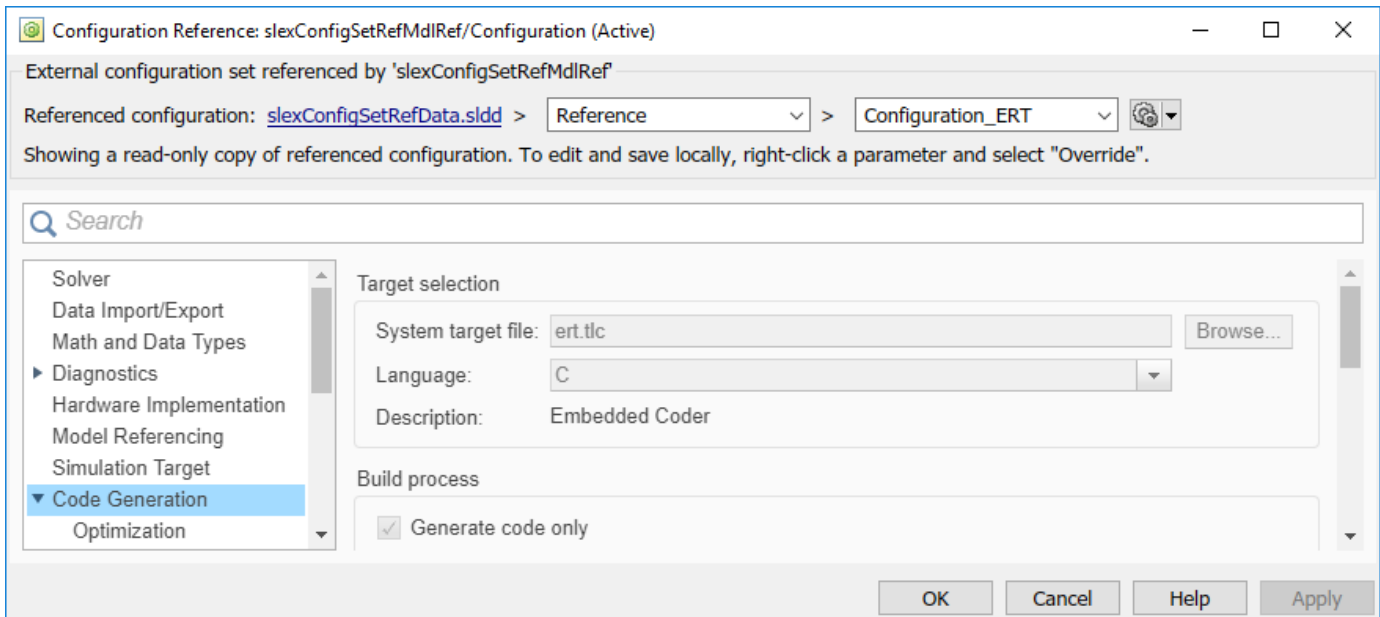 Configuration Reference: slexConfigSetRefMdlRef/Configuration (Active)
External configuration set referenced by 'slexConfigSetRefMdlRef'
Referenced configuration: slexConfigSetRefData.sldd > Reference > Configuration_ERT
Showing a read-only copy of referenced configuration. To edit and save locally, right-click a parameter and select "Override".
Search
Solver
Data Import/Export
Math and Data Types
Diagnostics
Hardware Implementation
Model Referencing
Simulation Target
Code Generation
Optimization
Target selection
System target file: ert.tlc Browse...
Language: C
Description: Embedded Coder
Build process
Generate code only
OK Cancel Help Apply